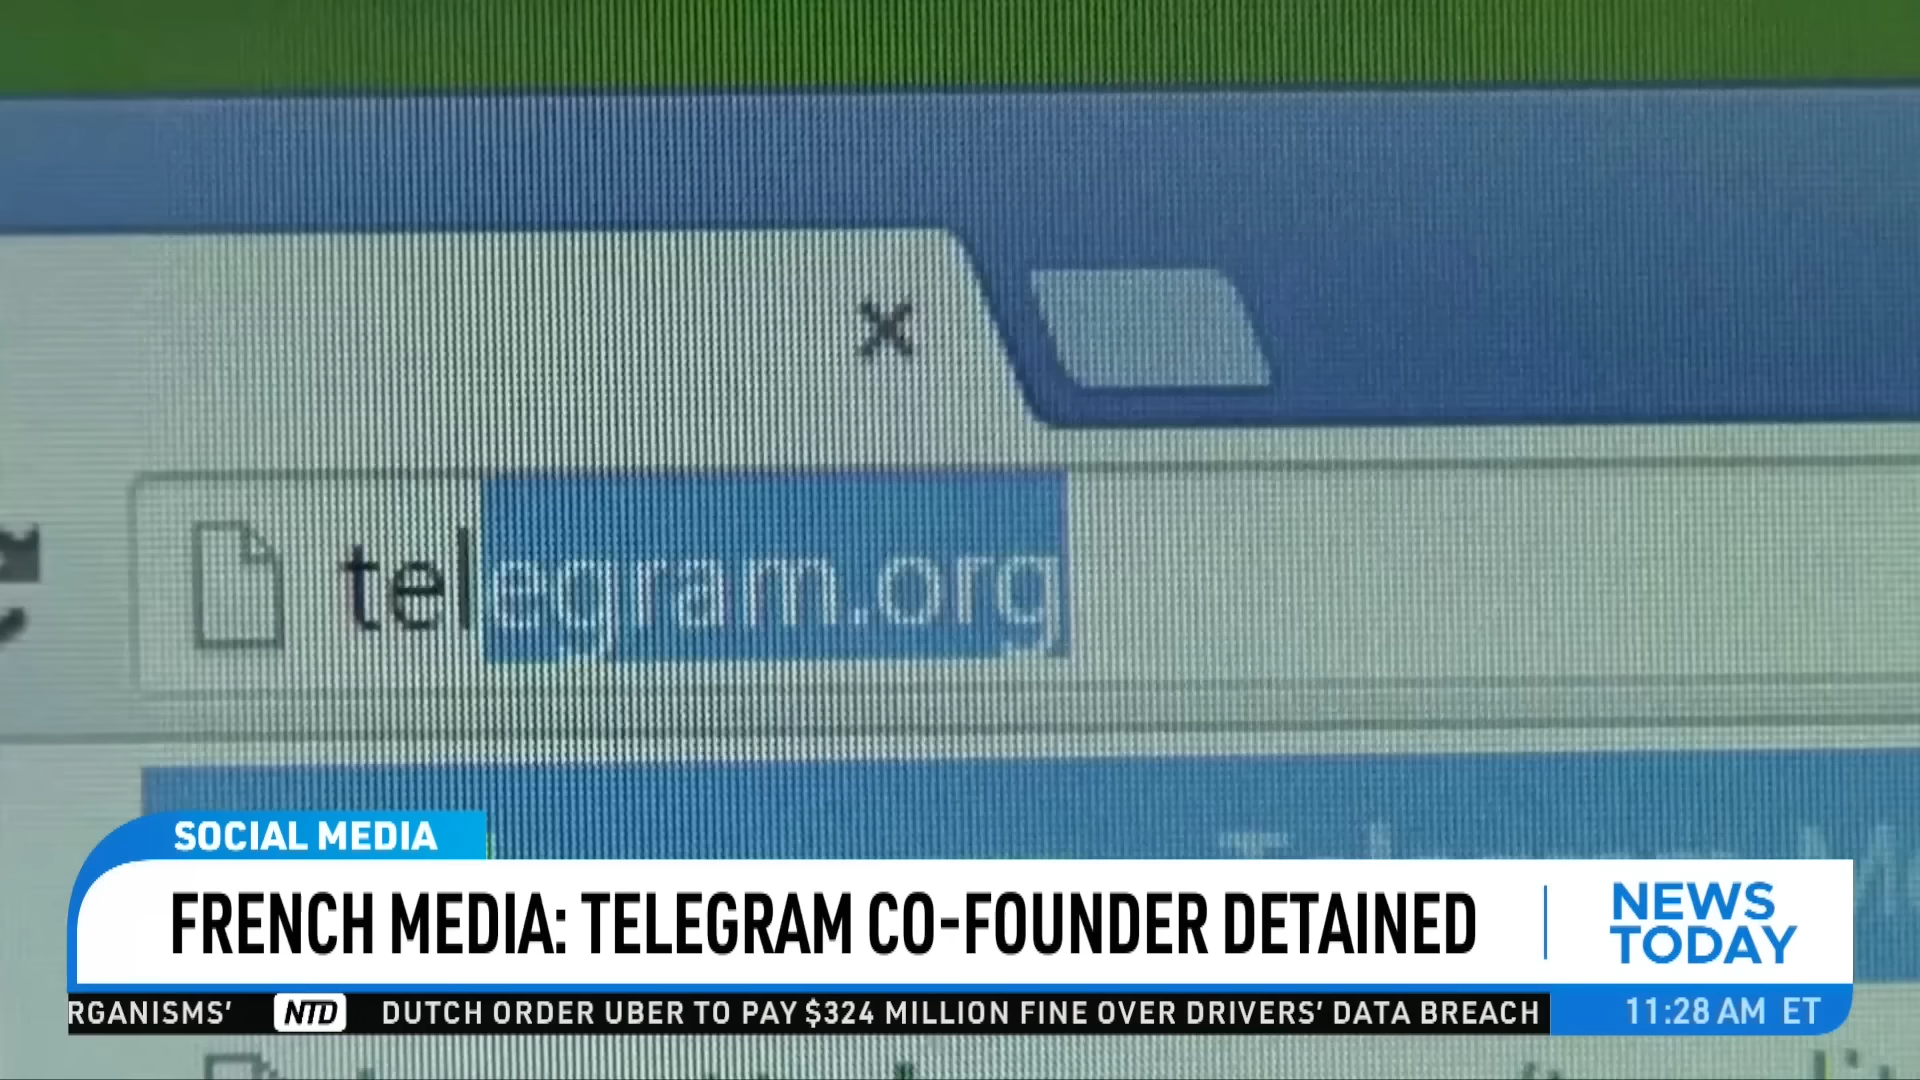 telegram.org
SOCIAL MEDIA
FRENCH MEDIA: TELEGRAM CO-FOUNDER DETAINED
NEWS
TODAY
RGANISMS’
NTD
DUTCH ORDER UBER TO PAY $324 MILLION FINE OVER DRIVERS’ DATA BREACH
11:28 AM ET